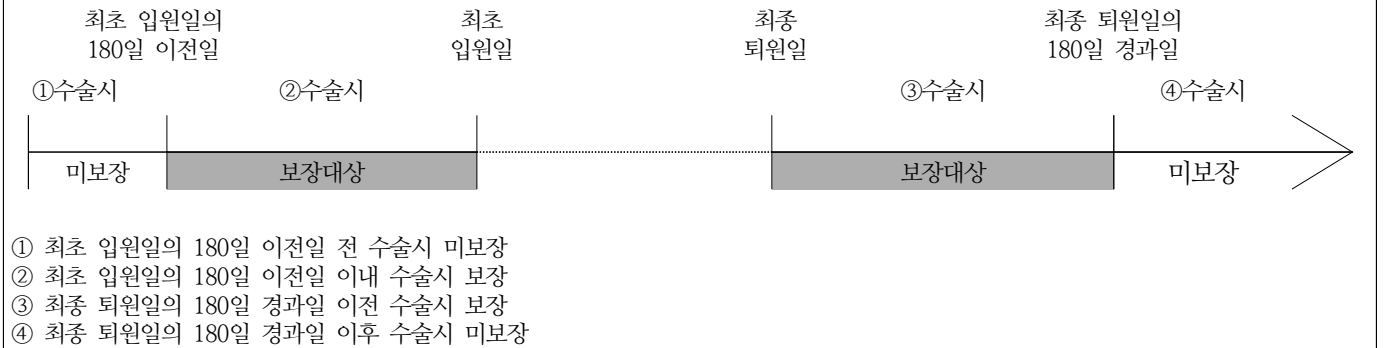 최초 입원일의
180일 이전일
최초
입원일
최종
퇴원일
최종 퇴원일의
180일 경과일
①수술시
②수술시
③수술시
④수술시
미보장
보장대상
보장대상
미보장
① 최초 입원일의 180일 이전일 전 수술시 미보장
② 최초 입원일의 180일 이전일 이내 수술시 보장
③ 최종 퇴원일의 180일 경과일 이전 수술시 보장
④ 최종 퇴원일의 180일 경과일 이후 수술시 미보장